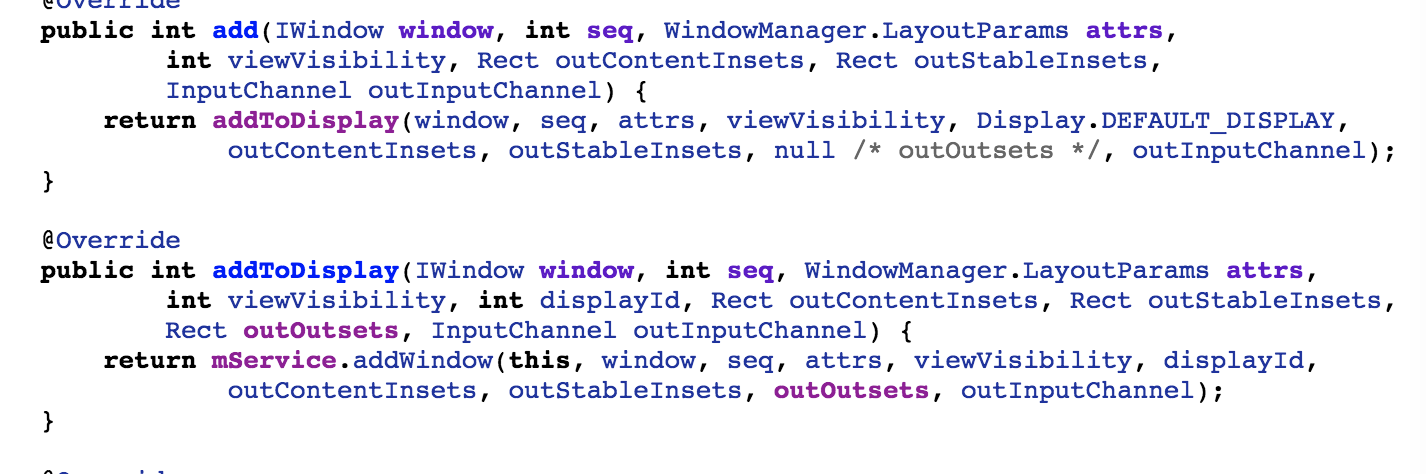 @Override
public int add(IWindow window, int seq, WindowManager.LayoutParams attrs,
int viewVisibility, Rect outContentInsets, Rect outStableInsets,
InputChannel outInputChannel) {
return addToDisplay(window, seq, attrs, viewVisibility, Display.DEFAULT_DISPLAY,
outContentInsets, outStableInsets, null /* outOutsets */, outInputChannel);
}
@Override
public int addToDisplay(IWindow window, int seq, WindowManager.LayoutParams attrs,
int viewVisibility, int displayId, Rect outContentInsets, Rect outStableInsets,
Rect outOutsets, InputChannel outInputChannel) {
return mService.addWindow(this, window, seq, attrs, viewVisibility, displayId,
outContentInsets, outStableInsets, outOutsets, outInputChannel);
}
@Override